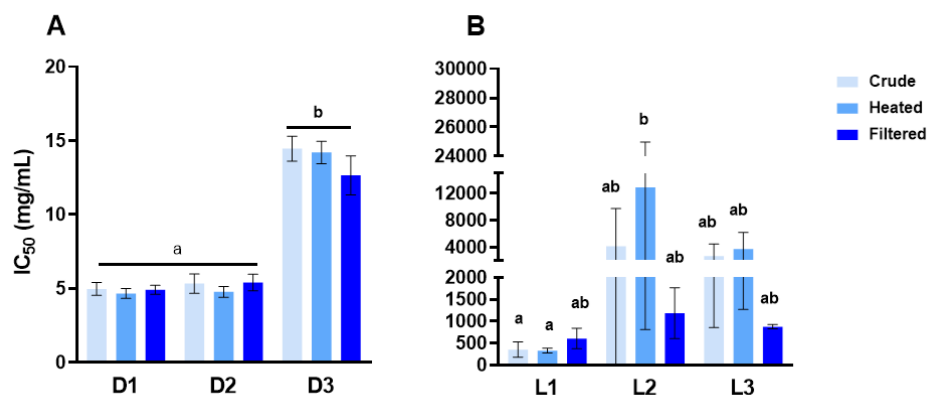 A
IC50 (mg/mL)
20
15
10
5
0
a
b
D1 D2 D3
B
30000
28000
26000
24000
12000
8000
4000
2000
1500
1000
500
0
a a ab
ab b ab
ab ab ab
L1 L2 L3
Crude
Heated
Filtered